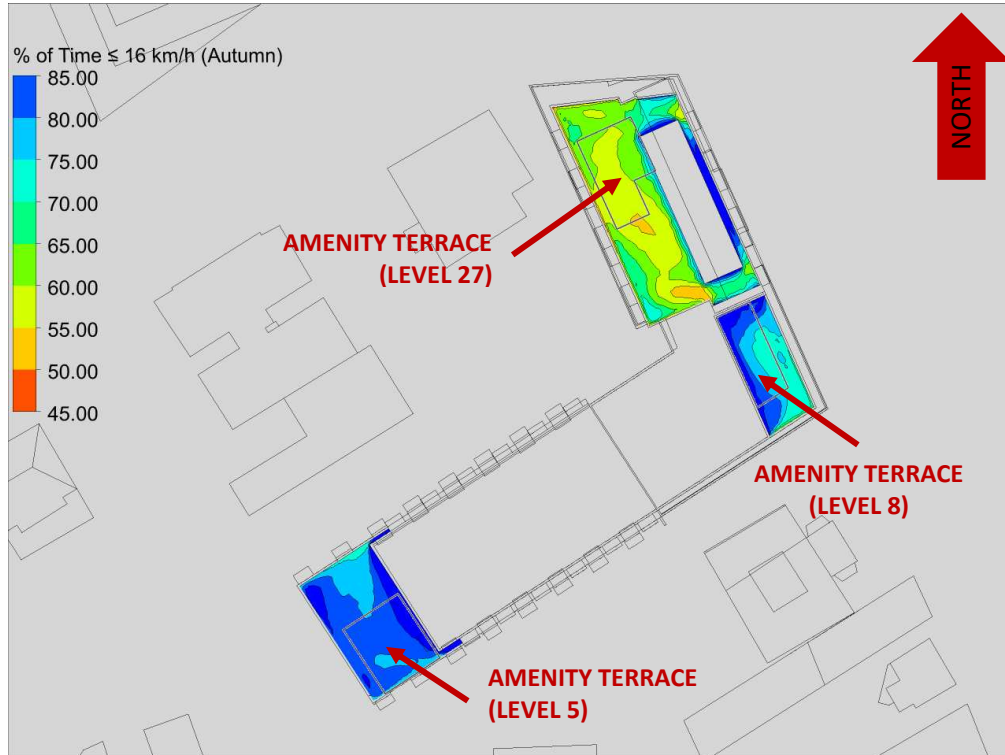 % of Time ≤ 16 km/h (Autumn)
85.00
80.00
75.00
70.00
65.00
60.00
55.00
50.00
45.00
NORTH
AMENITY TERRACE
(LEVEL 27)
AMENITY TERRACE
(LEVEL 8)
AMENITY TERRACE
(LEVEL 5)